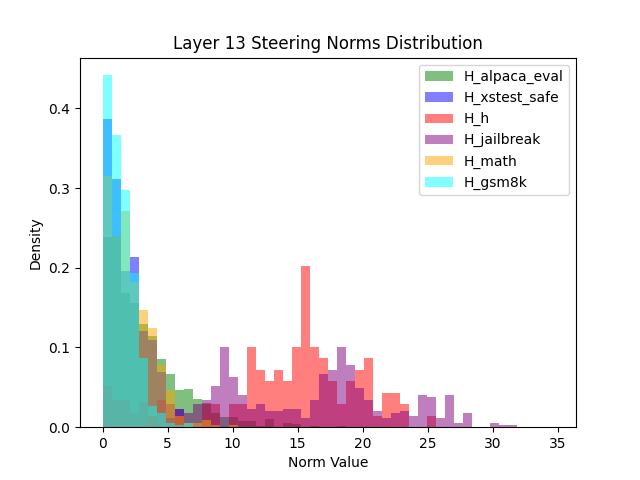 Layer 13 Steering Norms Distribution
H_alpaca_eval
H_xstest_safe
H_h
H_jailbreak
H_math
H_gsm8k
Density
0.4
0.3
0.2
0.1
0.0
0 5 10 15 20 25 30 35
Norm Value